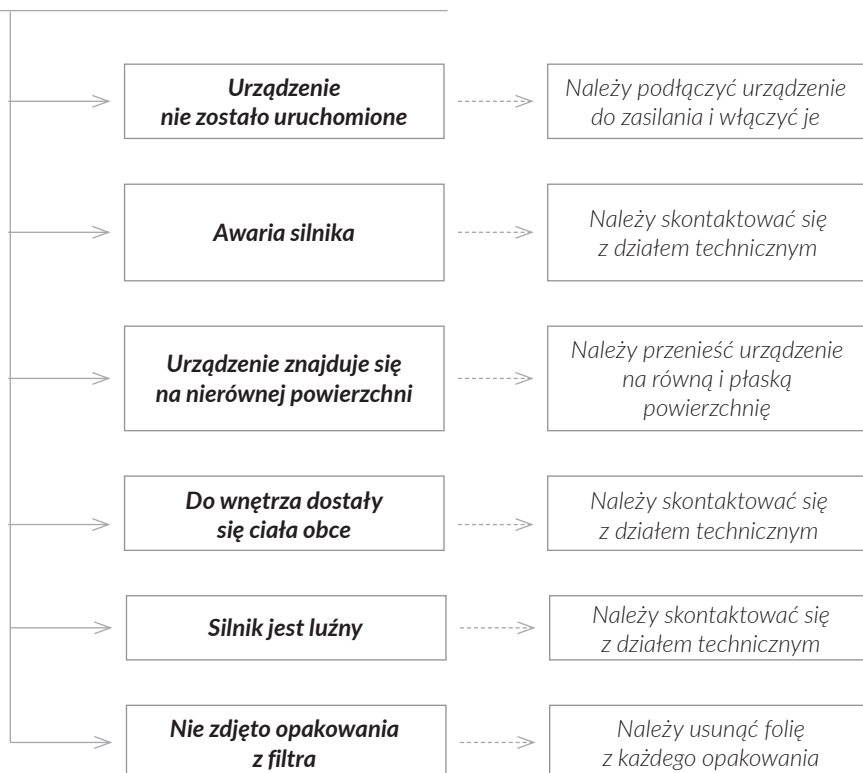 Urządzenie
nie zostało uruchomione
Należy podłączyć urządzenie
do zasilania i włączyć je
Awaria silnika
Należy skontaktować się
z działem technicznym
Urządzenie znajduje się
na nierównej powierzchni
Należy przenieść urządzenie
na równą i płaską
powierzchnię
Do wnętrza dostały
się ciała obce
Należy skontaktować się
z działem technicznym
Silnik jest luźny
Należy skontaktować się
z działem technicznym
Nie zdjęto opakowania
z filtra
Należy usunąć folię
z każdego opakowania